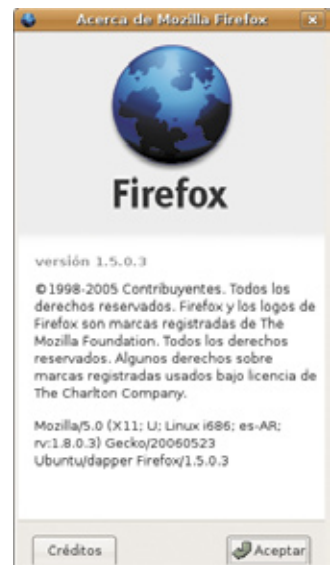 Acerca de Mozilla Firefox
Firefox
versión 1.5.0.3
©1998-2005 Contribuyentes. Todos los
derechos reservados. Firefox y los logos de
Firefox son marcas registradas de The
Mozilla Foundation. Todos los derechos
reservados. Algunos derechos sobre
marcas registradas usados bajo licencia de
The Charlton Company.
Mozilla/5.0 (X11; U; Linux i686; es-AR;
rv:1.8.0.3) Gecko/20060523
Ubuntu/dapper Firefox/1.5.0.3
Créditos
Aceptar